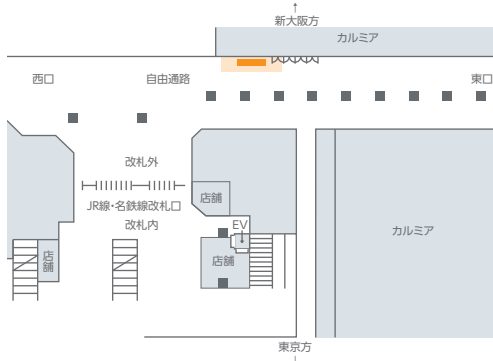 新大阪方
カルミア
西口
自由通路
東口
改札外
JR線・名鉄線改札口
改札内
店舗
EV
店舗
店舗
カルミア
東京方